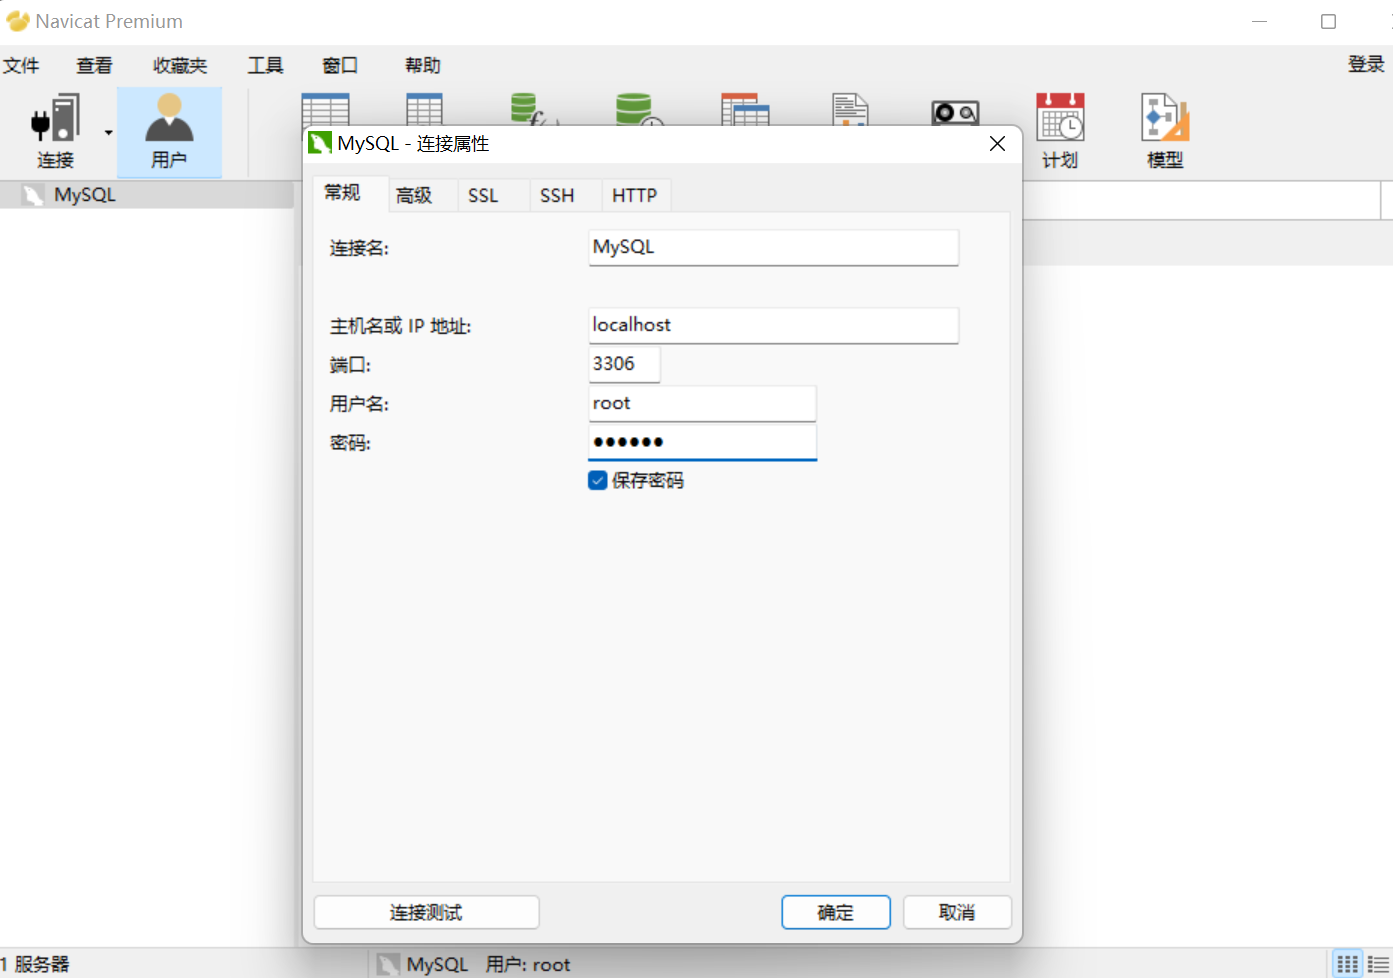 Navicat Premium
文件 查看 收藏夹 工具 窗口 帮助 登录
连接 用户 计划 模型
MySQL
MySQL - 连接属性
常规 高级 SSL SSH HTTP
连接名: MySQL
主机名或 IP 地址: localhost
端口: 3306
用户名: root
密码: ●●●●●●
保存密码
连接测试 确定 取消
1 服务器 MySQL 用户: root